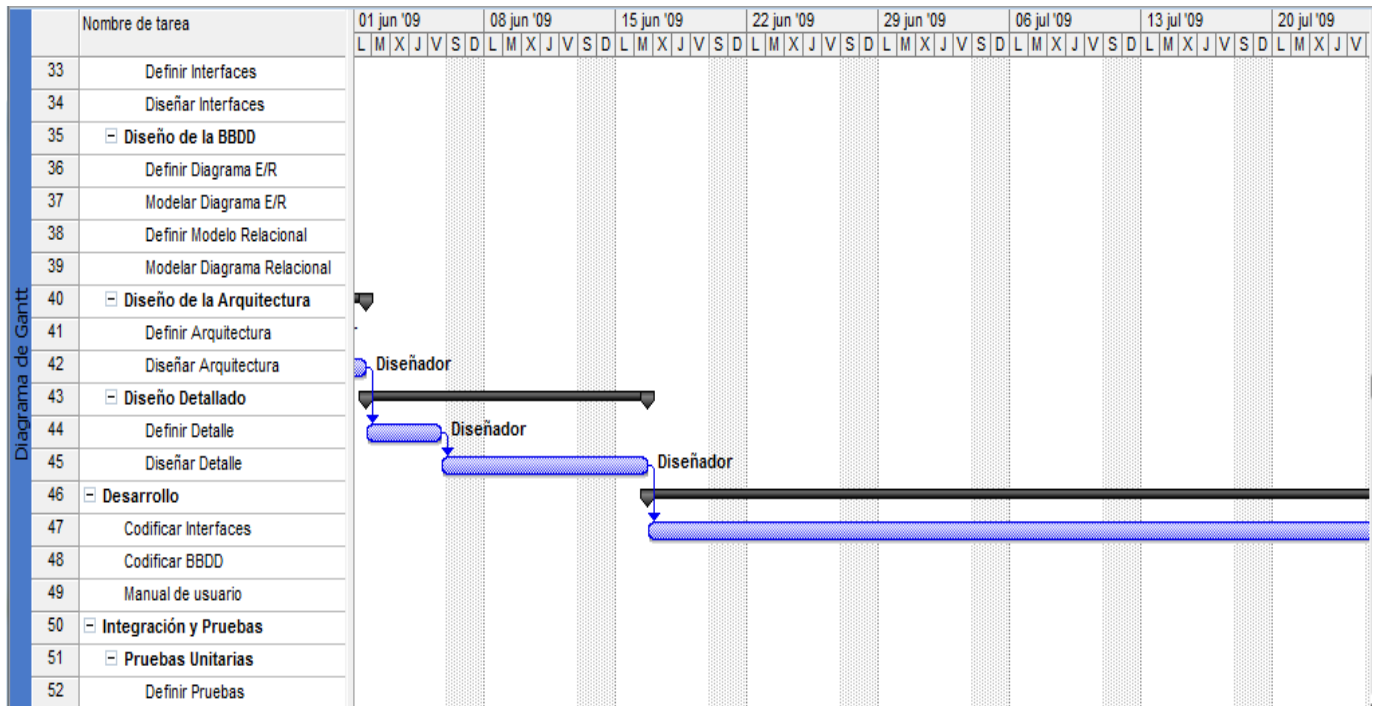 Diagrama de Gantt
Nombre de tarea
01 jun '09 08 jun '09 15 jun '09 22 jun '09 29 jun '09 06 jul '09 13 jul '09 20 jul '09
L M X J V S D L M X J V S D L M X J V S D L M X J V S D L M X J V S D L M X J V S D L M X J V S D L M X J V
33 Definir Interfaces
34 Diseñar Interfaces
35 Diseño de la BBDD
36 Definir Diagrama E/R
37 Modelar Diagrama E/R
38 Definir Modelo Relacional
39 Modelar Diagrama Relacional
40 Diseño de la Arquitectura
41 Definir Arquitectura
42 Diseñar Arquitectura Diseñador
43 Diseño Detallado
44 Definir Detalle Diseñador
45 Diseñar Detalle Diseñador
46 Desarrollo
47 Codificar Interfaces
48 Codificar BBDD
49 Manual de usuario
50 Integración y Pruebas
51 Pruebas Unitarias
52 Definir Pruebas